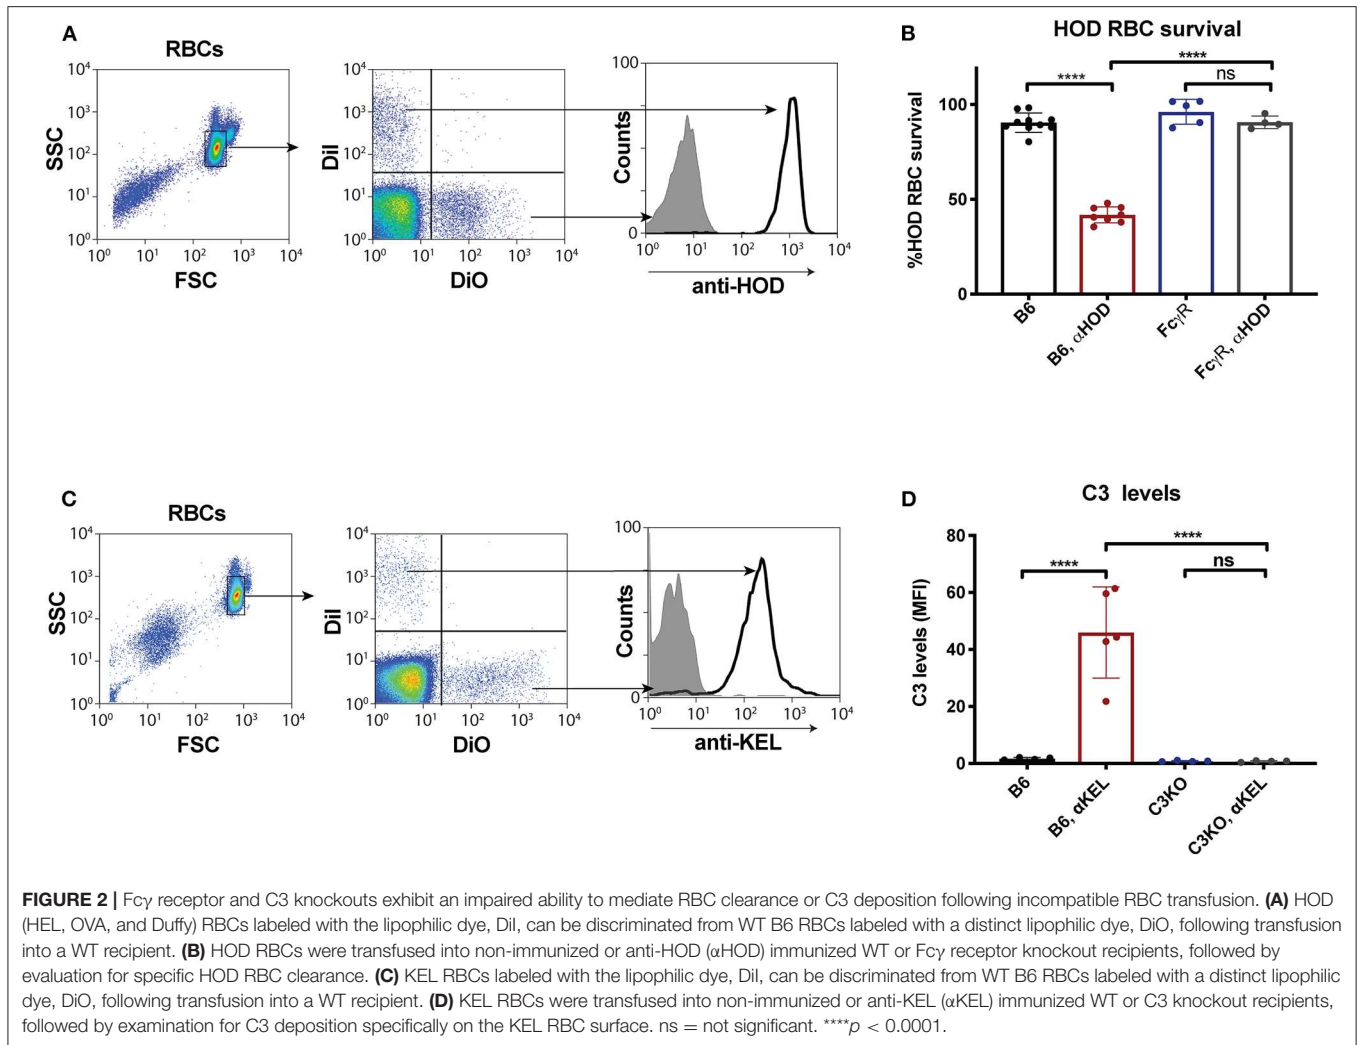 A
RBCs
SSC
10⁴
10³
10²
10¹
10⁰
10⁰ 10¹ 10² 10³ 10⁴
FSC
DiI
10⁴
10³
10²
10¹
10⁰
10⁰ 10¹ 10² 10³ 10⁴
DiO
Counts
100
0
10⁰ 10¹ 10² 10³ 10⁴
anti-HOD
B
HOD RBC survival
****
****
ns
%HOD RBC survival
100
50
0
B6
B6, αHOD
FcγR
FcγR, αHOD
C
RBCs
SSC
10⁴
10³
10²
10¹
10⁰
10⁰ 10¹ 10² 10³ 10⁴
FSC
DiI
10⁴
10³
10²
10¹
10⁰
10⁰ 10¹ 10² 10³ 10⁴
DiO
Counts
100
0
10⁰ 10¹ 10² 10³ 10⁴
anti-KEL
D
C3 levels
****
****
ns
C3 levels (MFI)
80
60
40
20
0
B6
B6, αKEL
C3KO
C3KO, αKEL
FIGURE 2 | Fcγ receptor and C3 knockouts exhibit an impaired ability to mediate RBC clearance or C3 deposition following incompatible RBC transfusion. (A) HOD
(HEL, OVA, and Duffy) RBCs labeled with the lipophilic dye, DiI, can be discriminated from WT B6 RBCs labeled with a distinct lipophilic dye, DiO, following transfusion
into a WT recipient. (B) HOD RBCs were transfused into non-immunized or anti-HOD (αHOD) immunized WT or Fcγ receptor knockout recipients, followed by
evaluation for specific HOD RBC clearance. (C) KEL RBCs labeled with the lipophilic dye, DiI, can be discriminated from WT B6 RBCs labeled with a distinct lipophilic
dye, DiO, following transfusion into a WT recipient. (D) KEL RBCs were transfused into non-immunized or anti-KEL (αKEL) immunized WT or C3 knockout recipients,
followed by examination for C3 deposition specifically on the KEL RBC surface. ns = not significant. ****p < 0.0001.